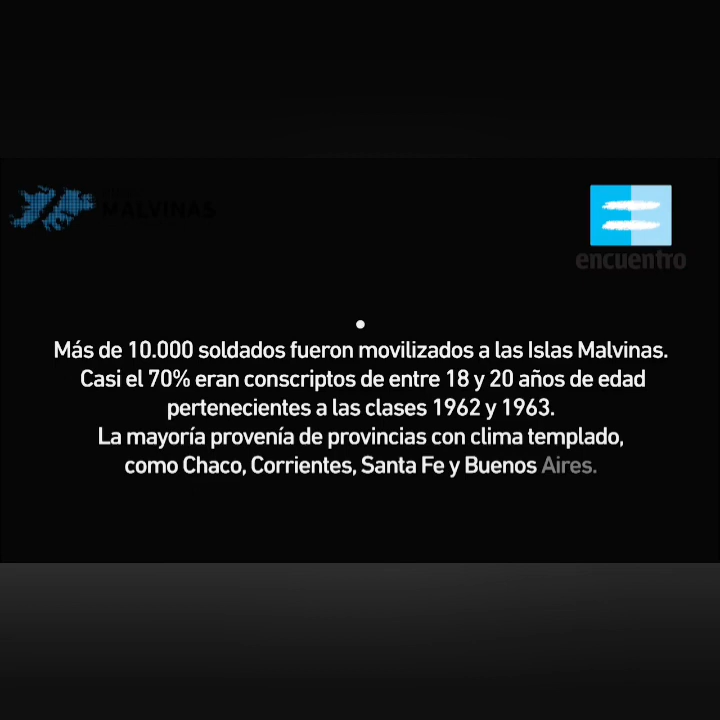 MALVINAS
encuentro
Más de 10.000 soldados fueron movilizados a las Islas Malvinas.
Casi el 70% eran conscriptos de entre 18 y 20 años de edad
pertenecientes a las clases 1962 y 1963.
La mayoría provenía de provincias con clima templado,
como Chaco, Corrientes, Santa Fe y Buenos Aires.